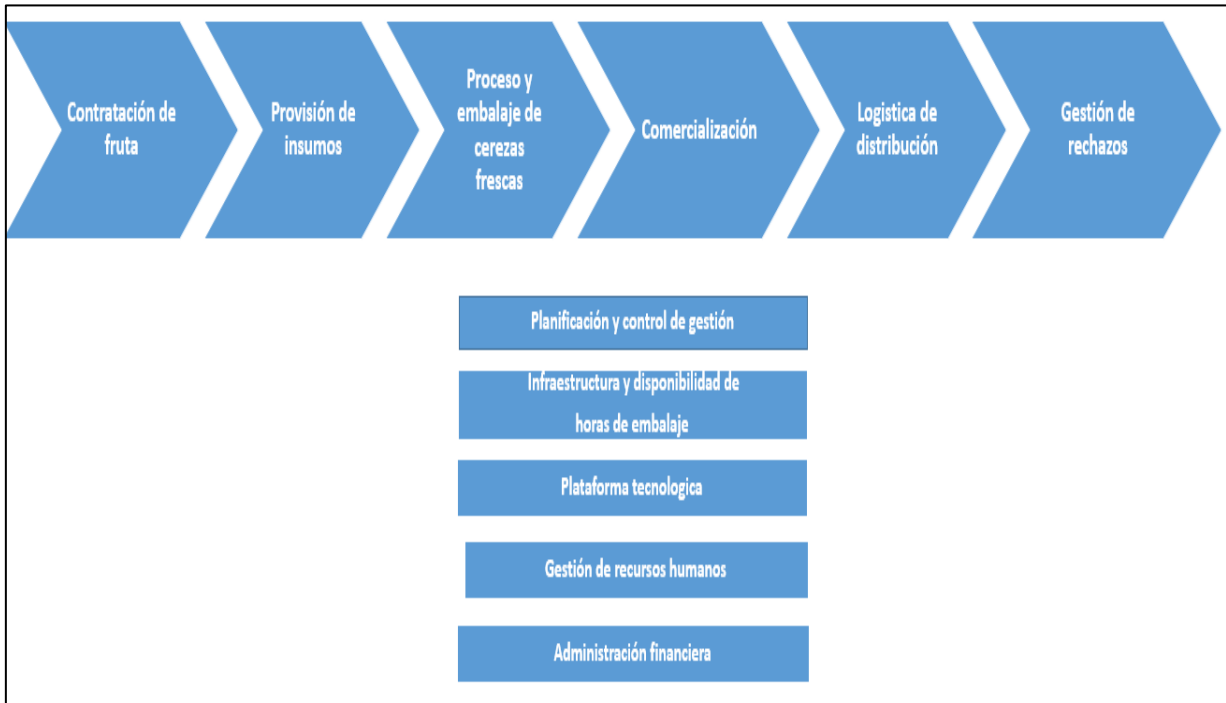 Contratación de
fruta
Provisión de
insumos
Proceso y
embalaje de
cerezas
frescas
Comercialización
Logistica de
distribución
Gestión de
rechazos
Planificación y control de gestión
Infraestructura y disponibilidad de
horas de embalaje
Plataforma tecnologica
Gestión de recursos humanos
Administración financiera